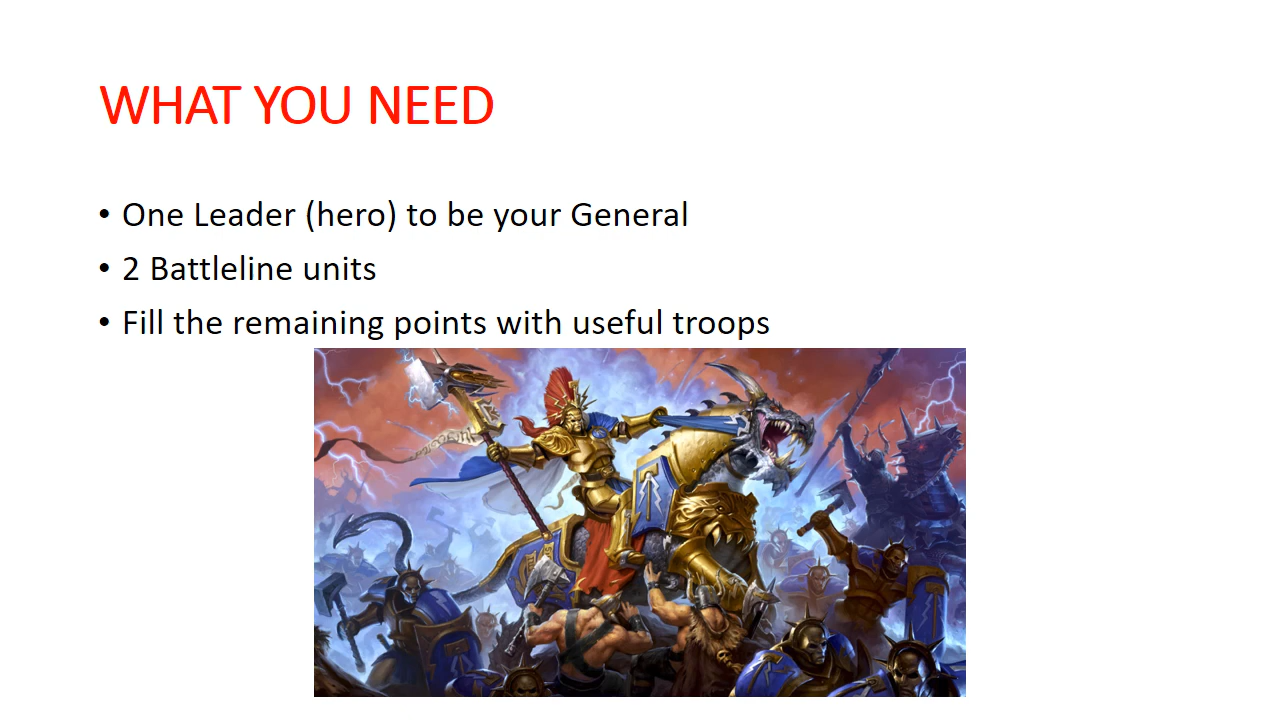 WHAT YOU NEED
• One Leader (hero) to be your General
• 2 Battleline units
• Fill the remaining points with useful troops